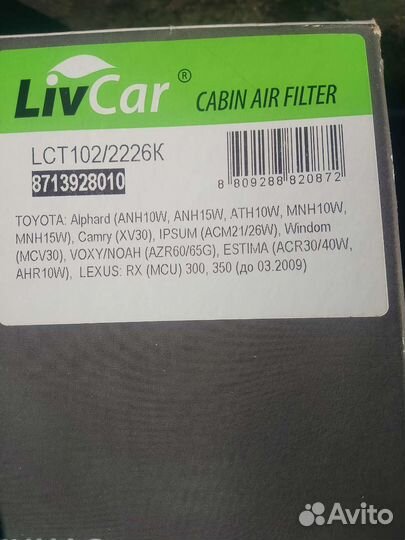 LivCar ®
CABIN AIR FILTER
LCT102/2226K
8713928010
8 809288 820872
TOYOTA: Alphard (ANH10W, ANH15W, ATH10W, MNH10W,
MNH15W), Camry (XV30), IPSUM (ACM21/26W), Windom
(MCV30), VOXY/NOAH (AZR60/65G), ESTIMA (ACR30/40W,
AHR10W), LEXUS: RX (MCU) 300, 350 (до 03.2009)
Avito